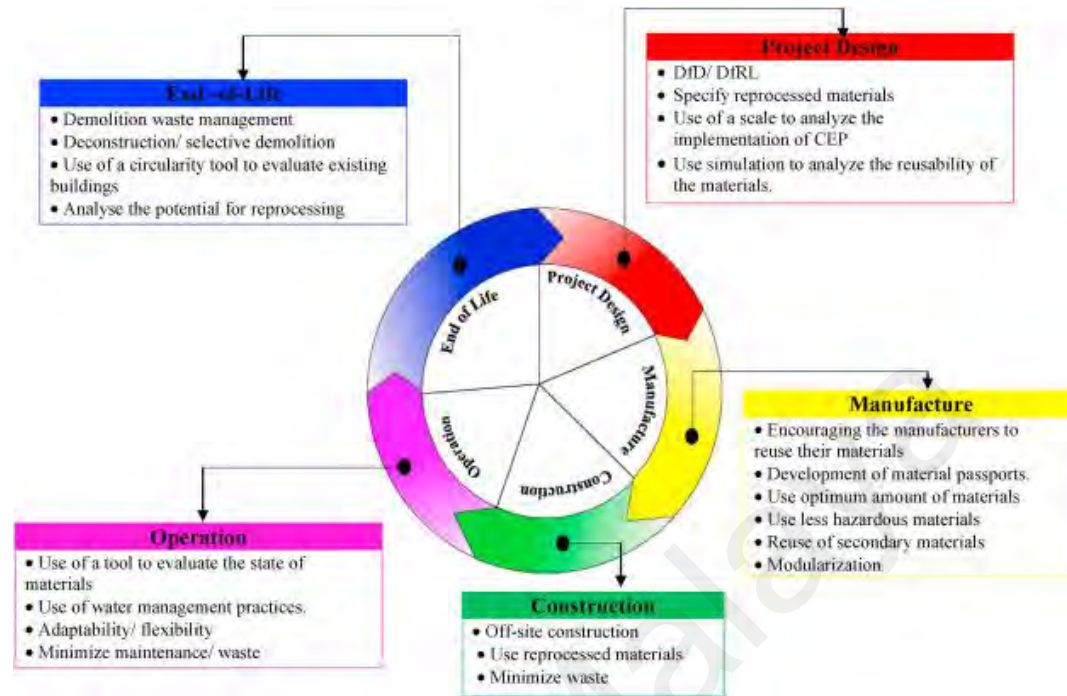 End -of-Life
• Demolition waste management
• Deconstruction/ selective demolition
• Use of a circularity tool to evaluate existing
buildings
• Analyse the potential for reprocessing
Project Design
• DfD/ DfRL
• Specify reprocessed materials
• Use of a scale to analyze the
implementation of CEP
• Use simulation to analyze the reusability of
the materials.
End of Life
Project Design
Manufacture
Construction
Operation
Manufacture
• Encouraging the manufacturers to
reuse their materials
• Development of material passports.
• Use optimum amount of materials
• Use less hazardous materials
• Reuse of secondary materials
• Modularization
Operation
• Use of a tool to evaluate the state of
materials
• Use of water management practices.
• Adaptability/ flexibility
• Minimize maintenance/ waste
Construction
• Off-site construction
• Use reprocessed materials
• Minimize waste
Malaya